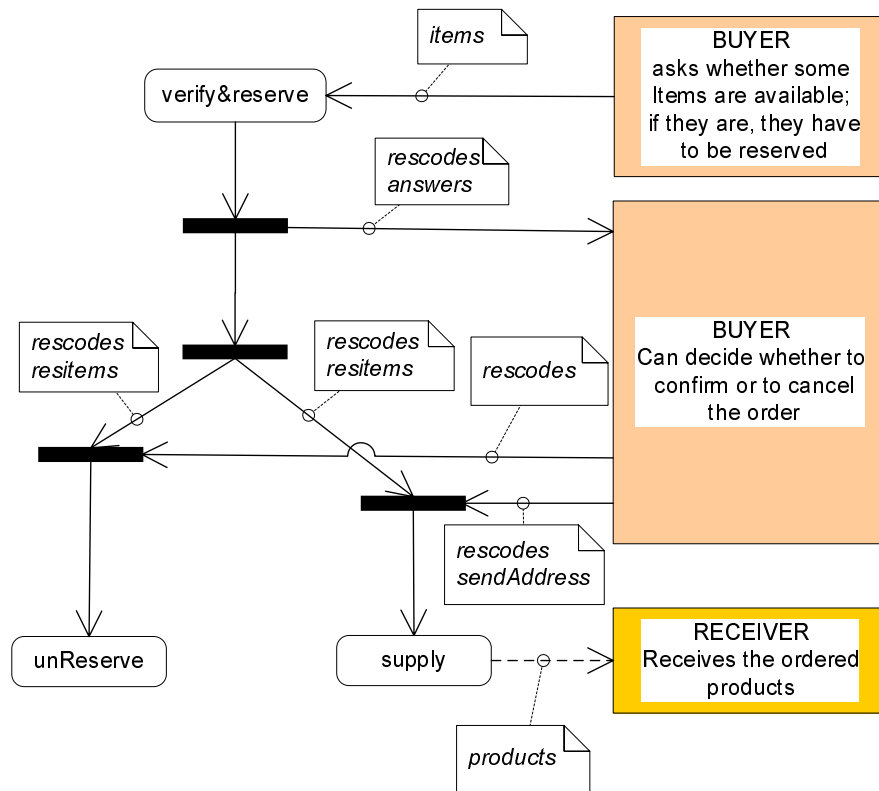 items
BUYER
asks whether some
Items are available;
if they are, they have
to be reserved
verify&reserve
rescodes
answers
rescodes
resitems
rescodes
resitems
rescodes
BUYER
Can decide whether to
confirm or to cancel
the order
rescodes
sendAddress
unReserve
supply
RECEIVER
Receives the ordered
products
products